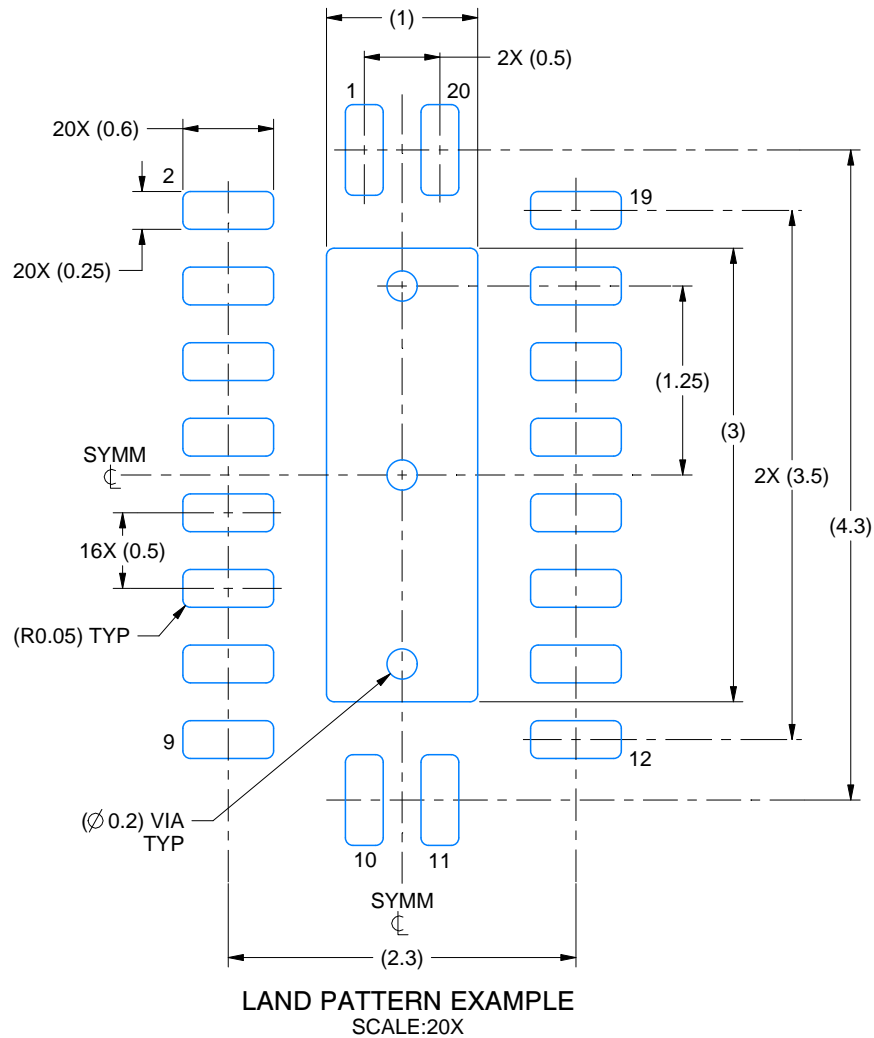 (1)
2X (0.5)
1
20
20X (0.6)
2
19
20X (0.25)
(1.25)
(3)
SYMM
℄
2X (3.5)
(4.3)
16X (0.5)
(R0.05) TYP
9
12
(∅ 0.2) VIA
TYP
10
11
SYMM
℄
(2.3)
LAND PATTERN EXAMPLE
SCALE:20X